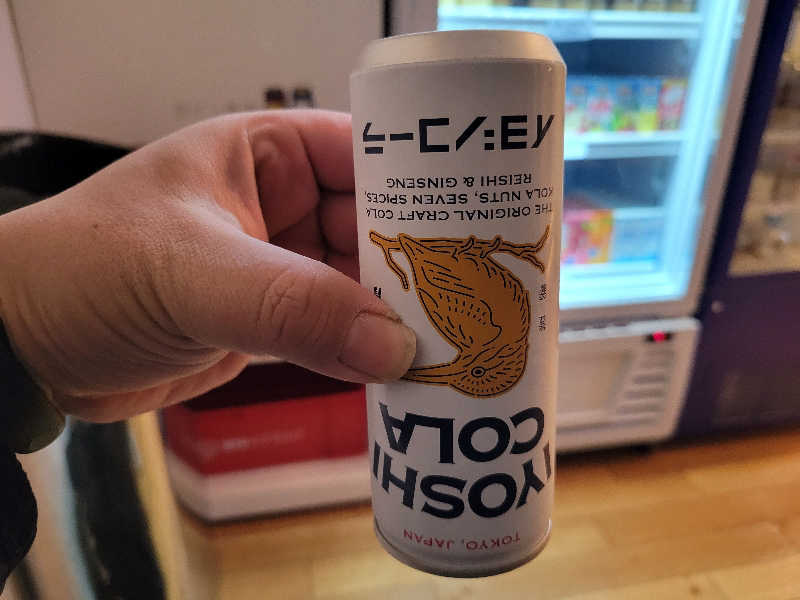 TOKYO, JAPAN
IYOSHI
COLA
THE ORIGINAL CRAFT COLA
KOLA NUTS, SEVEN SPICES,
REISHI & GINSENG
イヨシコーラ